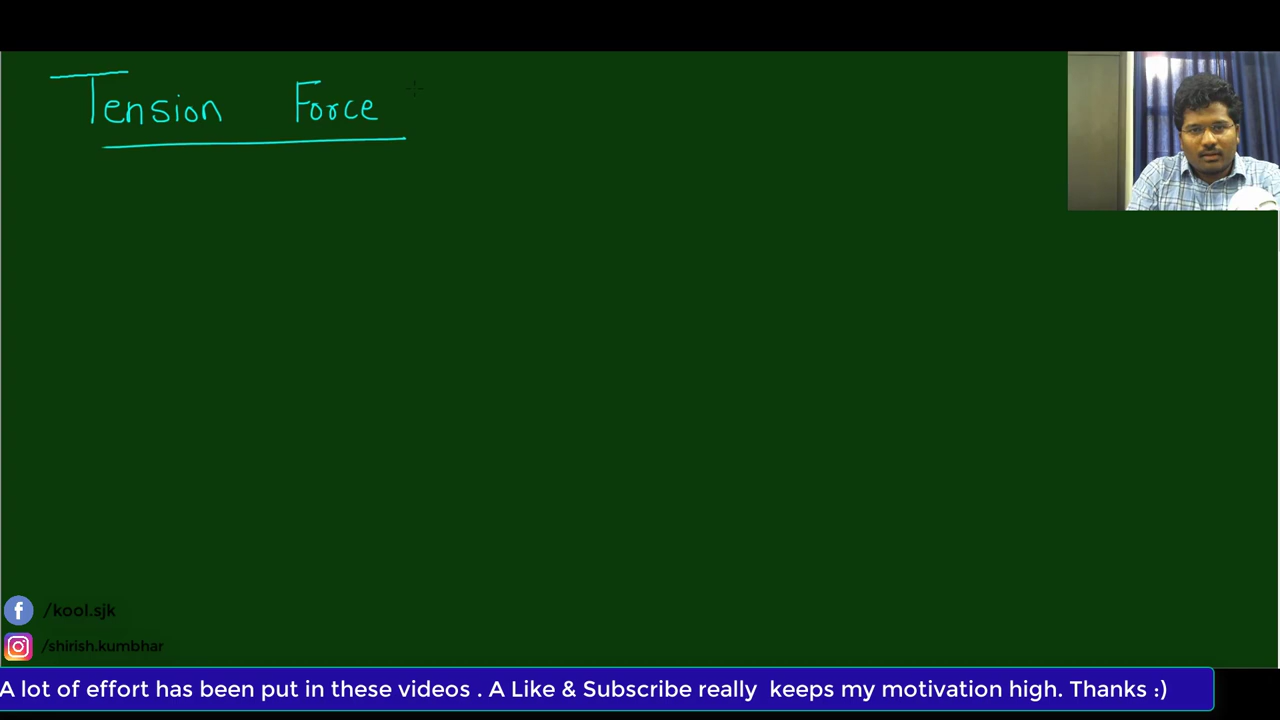 Tension Force
/kool.sjk
/shirish.kumbhar
A lot of effort has been put in these videos . A Like & Subscribe really keeps my motivation high. Thanks :)